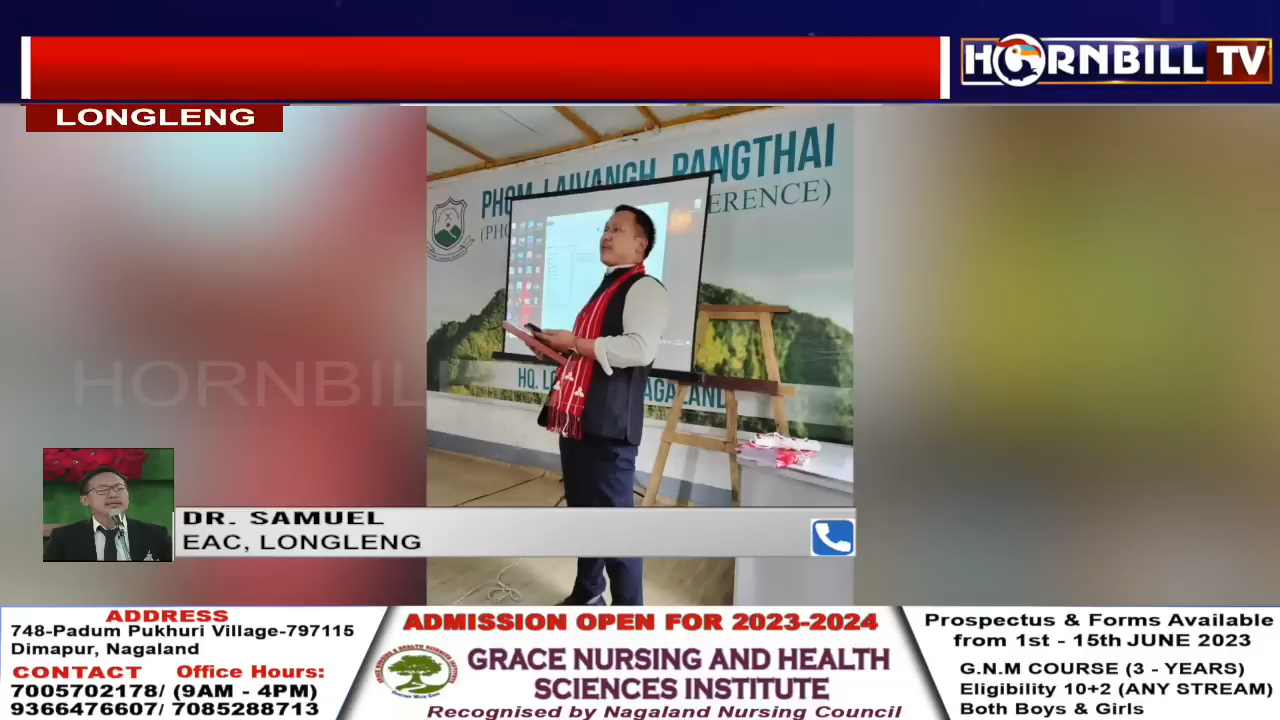 HORNBILL TV
LONGLENG
PHOM LAIVANGH PANGTHAI
ERENCE)
HQ. LO
AGALAND
HORNBILL
DR. SAMUEL
EAC, LONGLENG
ADDRESS
748-Padum Pukhuri Village-797115
Dimapur, Nagaland
CONTACT Office Hours:
7005702178/ (9AM - 4PM)
9366476607/ 7085288713
ADMISSION OPEN FOR 2023-2024
GRACE NURSING AND HEALTH
SCIENCES INSTITUTE
Recognised by Nagaland Nursing Council
Prospectus & Forms Available
from 1st - 15th JUNE 2023
G.N.M COURSE (3 - YEARS)
Eligibility 10+2 (ANY STREAM)
Both Boys & Girls